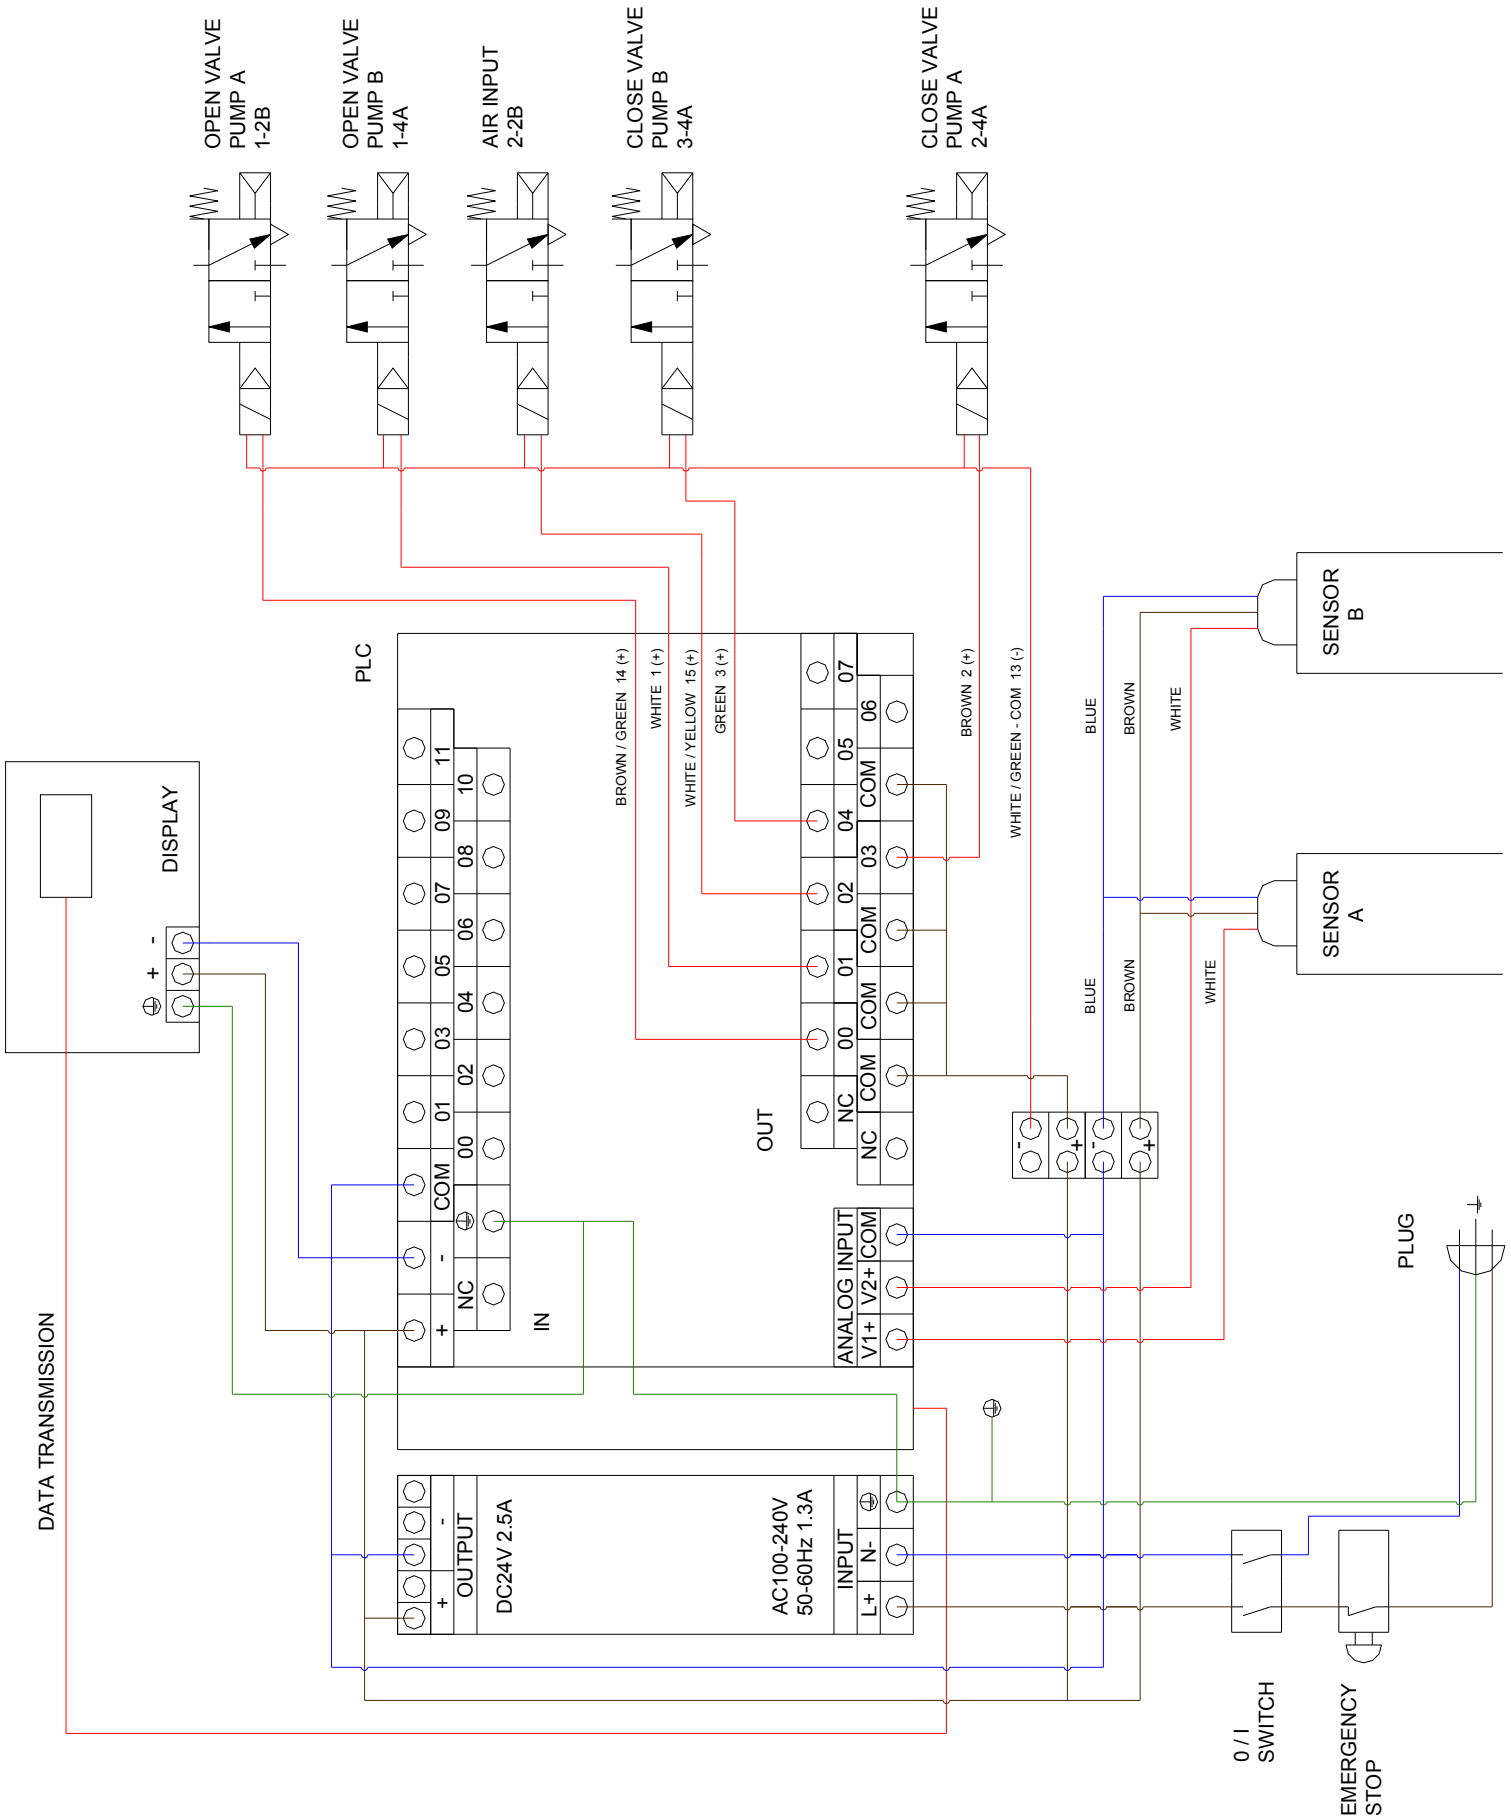 OPEN VALVE
PUMP A
1-2B
OPEN VALVE
PUMP B
1-4A
AIR INPUT
2-2B
CLOSE VALVE
PUMP B
3-4A
CLOSE VALVE
PUMP A
2-4A
DISPLAY
- +
DATA TRANSMISSION
PLC
+ - COM 01 03 05 07 09 11
NC 00 02 04 06 08 10
IN
OUT
NC 00 01 02 04 05 07
NC COM COM COM 03 COM 06
ANALOG INPUT
V1+ V2+ COM
BROWN / GREEN 14 (+)
WHITE 1 (+)
WHITE / YELLOW 15 (+)
GREEN 3 (+)
BROWN 2 (+)
WHITE / GREEN - COM 13 (-)
BLUE
BROWN
WHITE
BLUE
BROWN
WHITE
SENSOR
B
SENSOR
A
-
+
-
+
+ -
OUTPUT
DC24V 2.5A
AC100-240V
50-60Hz 1.3A
INPUT
L+ N-
PLUG
0 / I
SWITCH
EMERGENCY
STOP